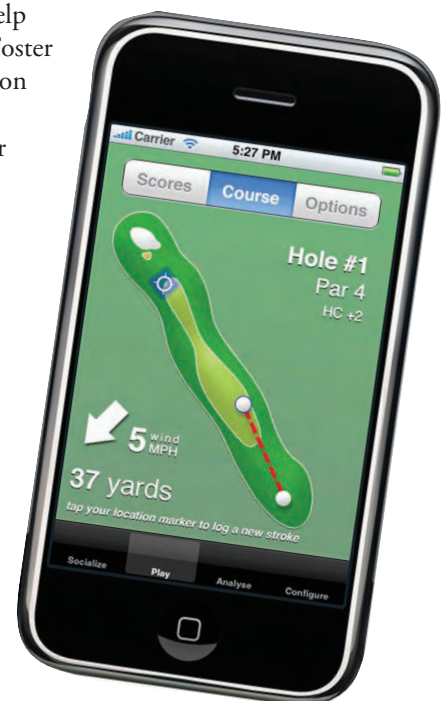 elp
oster
on
r
Carrier
5:27 PM
Scores Course Options
Hole #1
Par 4
HC +2
5 wind MPH
37 yards
tap your location marker to log a new stroke
Socialize Play Analyse Configure